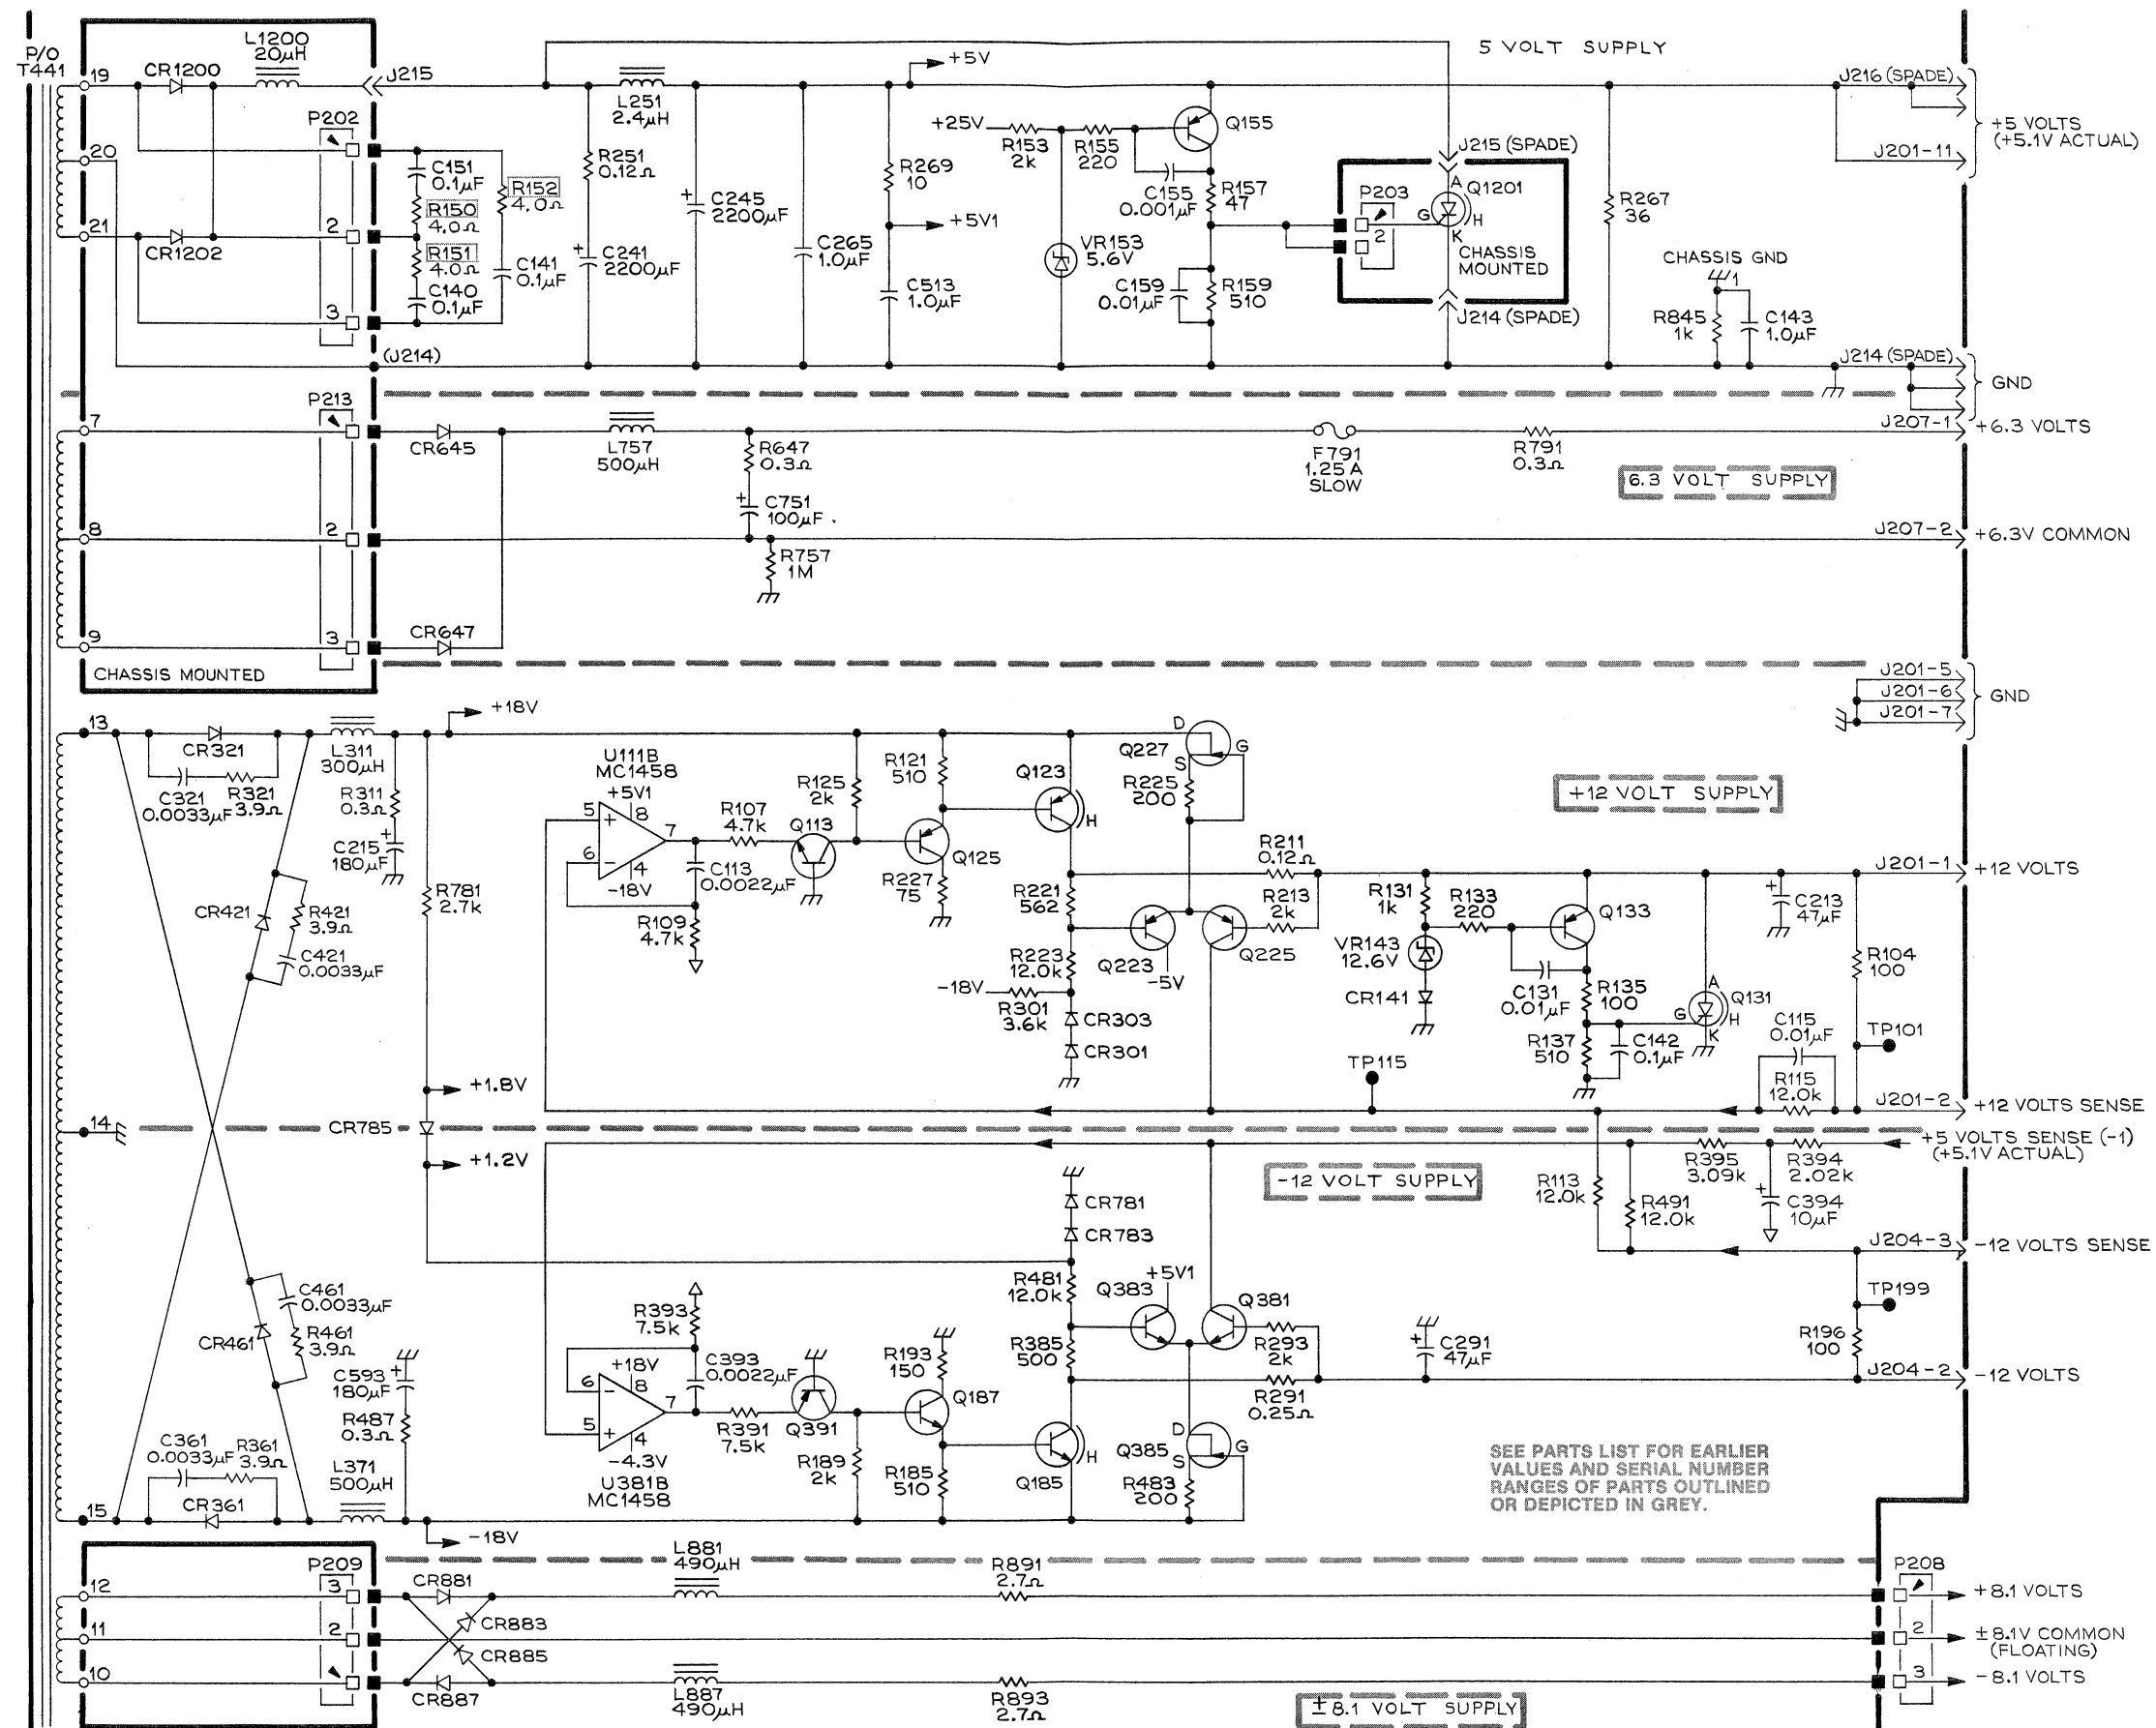 P/O
T441
19
20
21
CR1200
CR1202
L1200
20µH
J215
P202
2
3
C151
0.1µF
R150
4.0Ω
R151
4.0Ω
C140
0.1µF
R152
4.0Ω
C141
0.1µF
(J214)
R251
0.12Ω
C241
2200µF
+
L251
2.4µH
C245
2200µF
+
C265
1.0µF
+5V
R269
10
+5V1
C513
1.0µF
+25V
R153
2k
R155
220
VR153
5.6V
Q155
C155
0.001µF
R157
47
C159
0.01µF
R159
510
5 VOLT SUPPLY
J215 (SPADE)
P203
2
A
G
K
H
Q1201
CHASSIS
MOUNTED
J214 (SPADE)
R267
36
CHASSIS GND
1
R845
1k
C143
1.0µF
J216 (SPADE)
J201-11
+5 VOLTS
(+5.1V ACTUAL)
J214 (SPADE)
GND
7
8
9
P213
2
3
CHASSIS MOUNTED
CR645
CR647
L757
500µH
R647
0.3Ω
+
C751
100µF
R757
1M
F791
1.25A
SLOW
R791
0.3Ω
J207-1
+6.3 VOLTS
6.3 VOLT SUPPLY
J207-2
+6.3V COMMON
J201-5
J201-6
J201-7
GND
13
14
15
CR321
C321
0.0033µF
R321
3.9Ω
L311
300µH
R311
0.3Ω
C215
180µF
+
+18V
CR421
R421
3.9Ω
C421
0.0033µF
R781
2.7k
+1.8V
CR785
+1.2V
U111B
MC1458
+5V1
8
5
+
6
-
4
7
-18V
C113
0.0022µF
R109
4.7k
R107
4.7k
Q113
R125
2k
R121
510
Q125
R227
75
Q123
H
R221
562
R223
12.0k
-18V
R301
3.6k
CR303
CR301
D
G
S
Q227
R225
200
R211
0.12Ω
R213
2k
Q223
-5V
Q225
+12 VOLT SUPPLY
R131
1k
VR143
12.6V
CR141
R133
220
Q133
C131
0.01µF
R135
100
R137
510
C142
0.1µF
A
G
K
H
Q131
TP115
+
C213
47µF
R104
100
TP101
C115
0.01µF
R115
12.0k
J201-1
+12 VOLTS
J201-2
+12 VOLTS SENSE
+5 VOLTS SENSE (-1)
(+5.1V ACTUAL)
R395
3.09k
R394
2.02k
+
C394
10µF
R113
12.0k
R491
12.0k
J204-3
-12 VOLTS SENSE
TP199
R196
100
J204-2
-12 VOLTS
-12 VOLT SUPPLY
CR781
CR783
R481
12.0k
R385
500
+5V1
Q383
Q381
R293
2k
R291
0.25Ω
+
C291
47µF
D
G
S
Q385
R483
200
C461
0.0033µF
CR461
R461
3.9Ω
C593
180µF
+
R487
0.3Ω
C361
0.0033µF
R361
3.9Ω
CR361
L371
500µH
-18V
R393
7.5k
+18V
8
6
-
5
+
4
7
-4.3V
U381B
MC1458
C393
0.0022µF
R391
7.5k
Q391
R189
2k
R193
150
Q187
R185
510
Q185
H
SEE PARTS LIST FOR EARLIER
VALUES AND SERIAL NUMBER
RANGES OF PARTS OUTLINED
OR DEPICTED IN GREY.
12
11
10
P209
3
2
CR881
CR883
CR885
CR887
L881
490µH
L887
490µH
R891
2.7Ω
R893
2.7Ω
±8.1 VOLT SUPPLY
P208
2
3
+8.1 VOLTS
±8.1V COMMON
(FLOATING)
-8.1 VOLTS